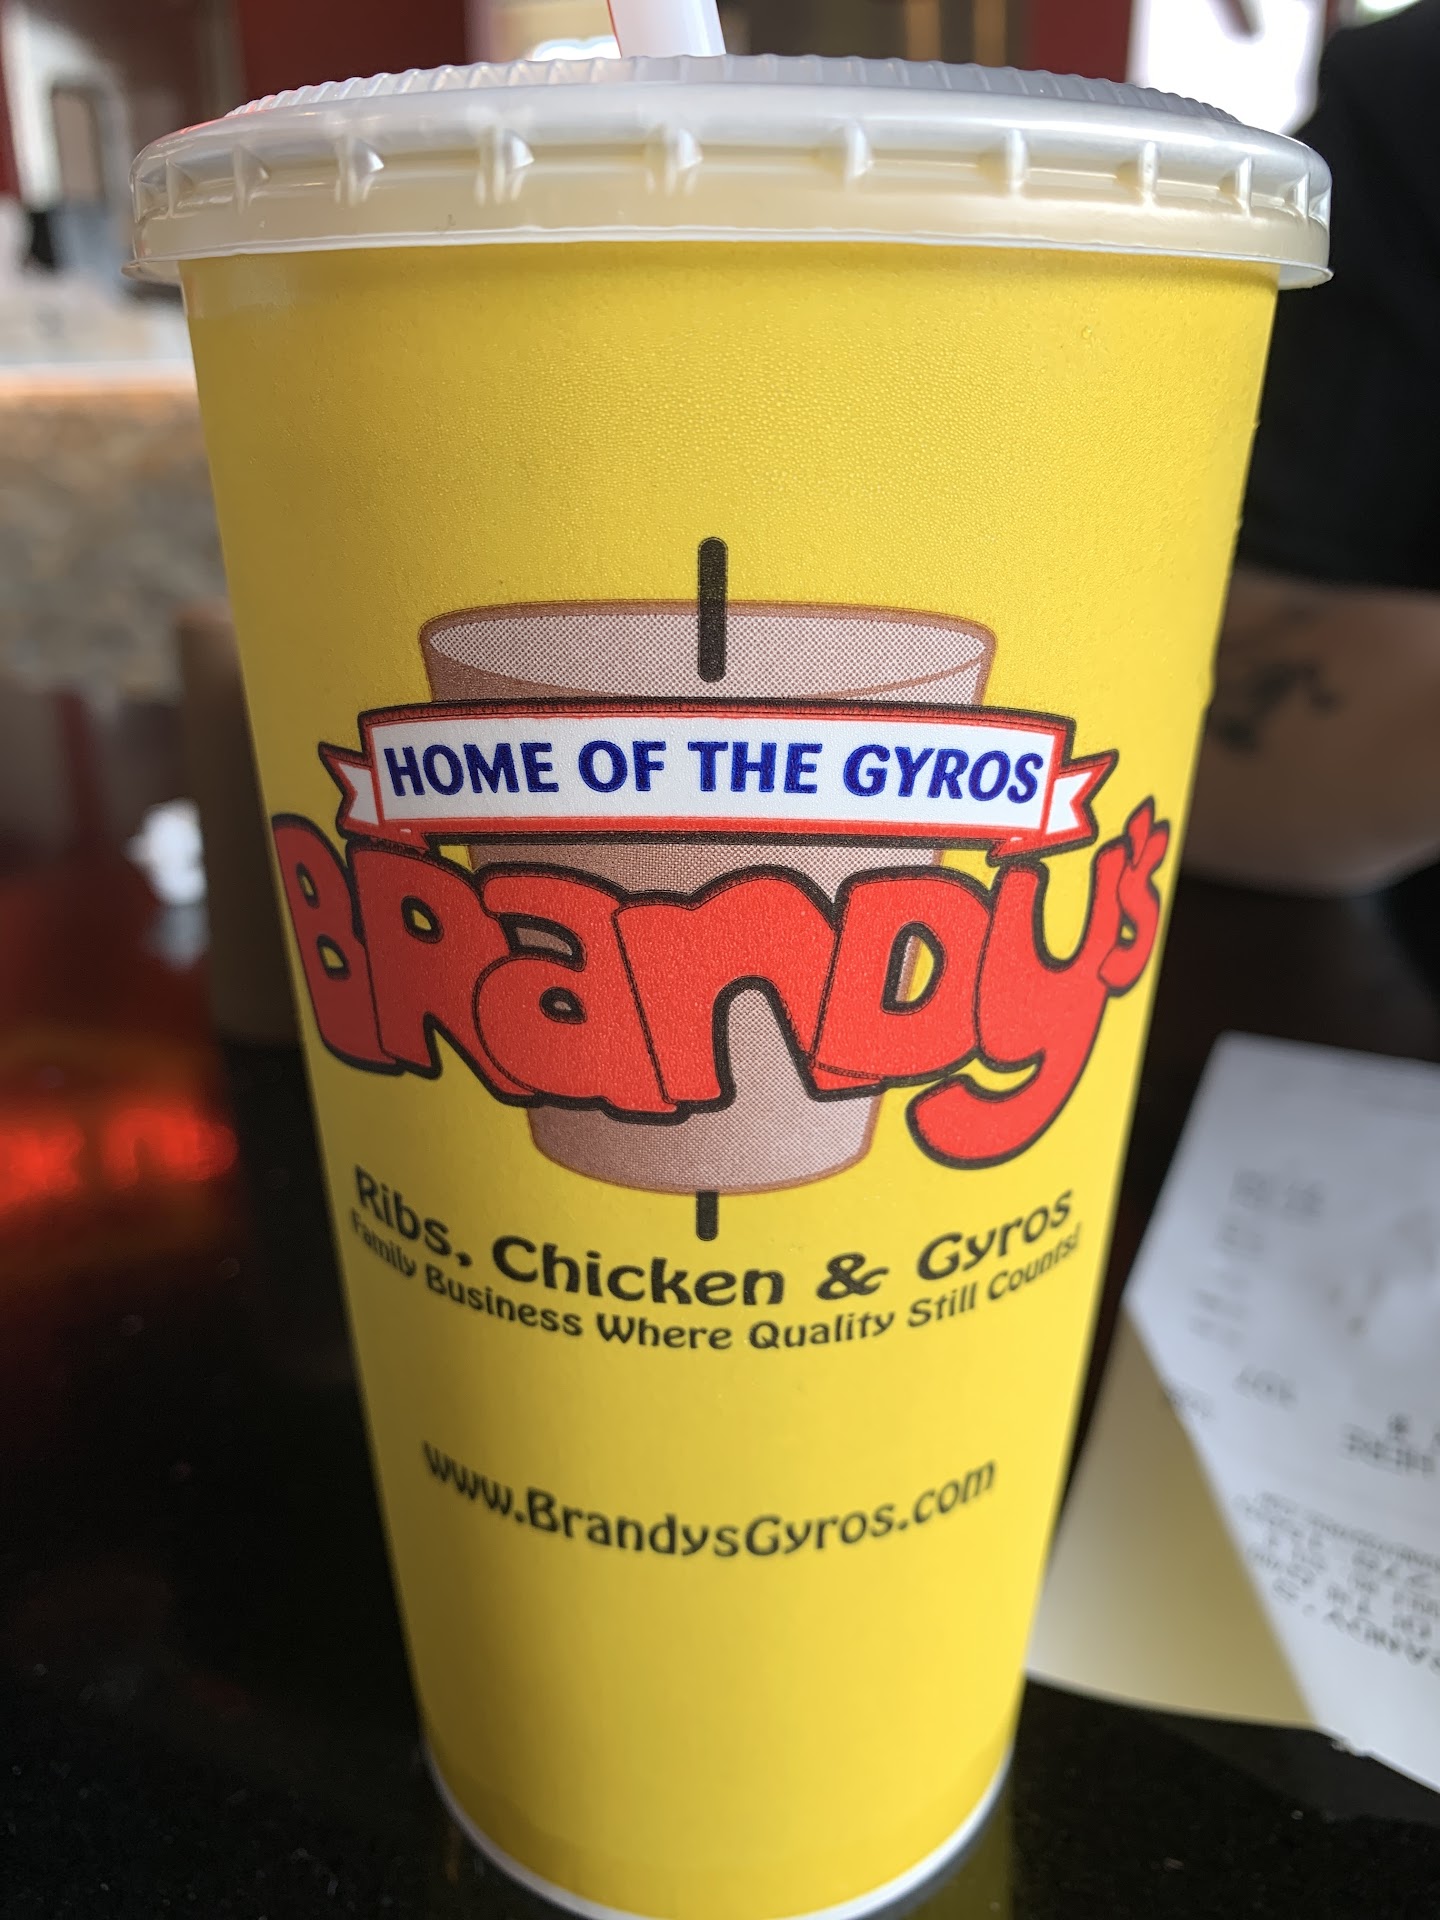 HOME OF THE GYROS
BRandy's
Ribs, Chicken & Gyros
Family Business Where Quality Still Counts!
www.BrandysGyros.com